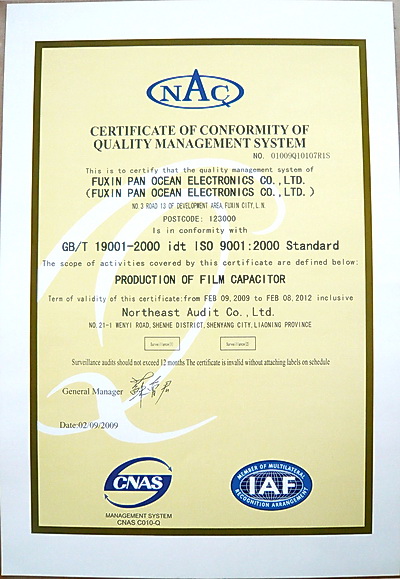 NAC
CERTIFICATE OF CONFORMITY OF
QUALITY MANAGEMENT SYSTEM
NO. 01009Q10107R1S
This is to certify that the quality management system of
FUXIN PAN OCEAN ELECTRONICS CO.,LTD.
(FUXIN PAN OCEAN ELECTRONICS CO.,LTD.)
NO.3 ROAD 13 OF DEVELOPMENT AREA, FUXIN CITY, L.N.
POSTCODE: 123000
Is in conformity with
GB/T 19001-2000 idt ISO 9001:2000 Standard
The scope of activities covered by this certificate are defined below:
PRODUCTION OF FILM CAPACITOR
Term of validity of this certificate:from FEB 09,2009 to FEB 08,2012 inclusive
Northeast Audit Co.,Ltd.
NO.21-1 WENYI ROAD, SHENHE DISTRICT, SHENYANG CITY, LIAONING PROVINCE
Surveillance(1) Surveillance(2)
Surveillance audits should not exceed 12 months The certificate is invalid without attaching labels on schedule
General Manager
Date:02/09/2009
CNAS
MANAGEMENT SYSTEM
CNAS C010-Q
MEMBER OF MULTILATERAL
IAF
RECOGNITION ARRANGEMENT